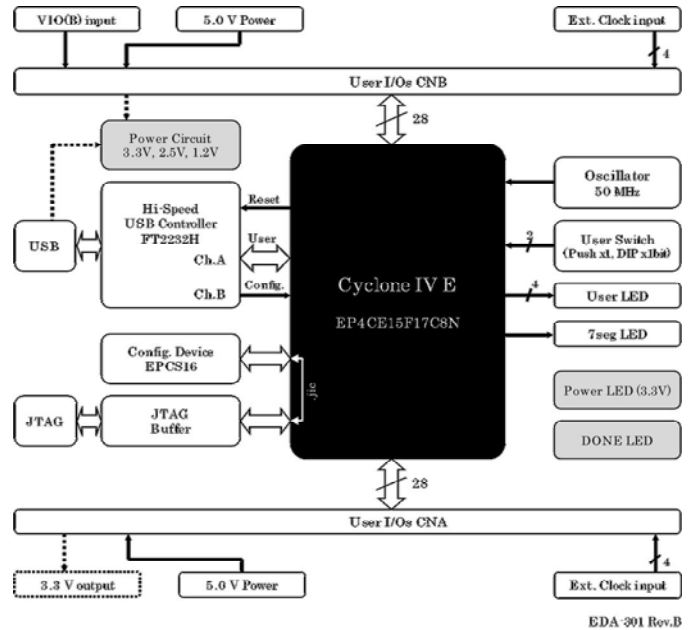 VIO(B) input
5.0 V Power
Ext. Clock input
4
User I/Os CNB
28
Power Circuit
3.3V, 2.5V, 1.2V
Oscillator
50 MHz
Hi-Speed
USB Controller
FT2232H
Reset
USB
User
2
User Switch
(Push x1, DIP x1bit)
Ch.A
Ch.B
Config.
Cyclone IV E
EP4CE15F17C8N
4
User LED
7seg LED
Config. Device
EPCS16
.jic
Power LED (3.3V)
JTAG
JTAG
Buffer
DONE LED
28
User I/Os CNA
4
3.3 V output
5.0 V Power
Ext. Clock input
EDA-301 Rev.B